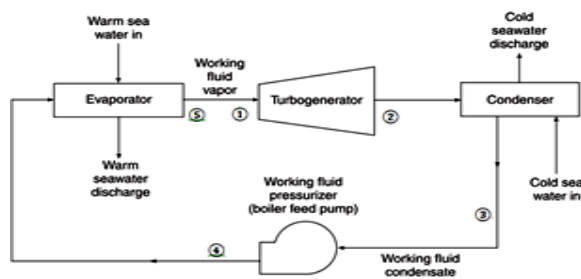 Warm sea
water in
Cold
seawater
discharge
Working
fluid
vapor
Evaporator
Turbogenerator
Condenser
5
1
2
Warm
seawater
discharge
Working fluid
pressurizer
(boiler feed pump)
Cold sea
water in
3
4
Working fluid
condensate